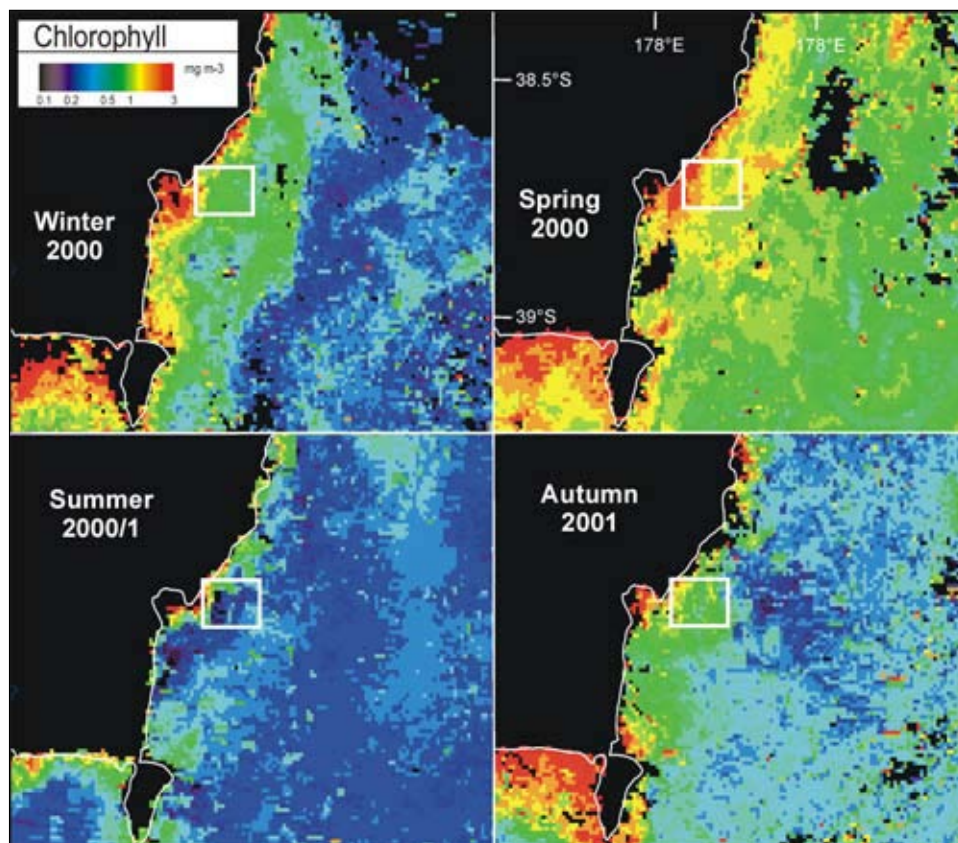 Chlorophyll
mg m-3
0.1 0.2 0.5 1 3
Winter
2000
178°E 178°E
38.5°S
Spring
2000
39°S
Summer
2000/1
Autumn
2001